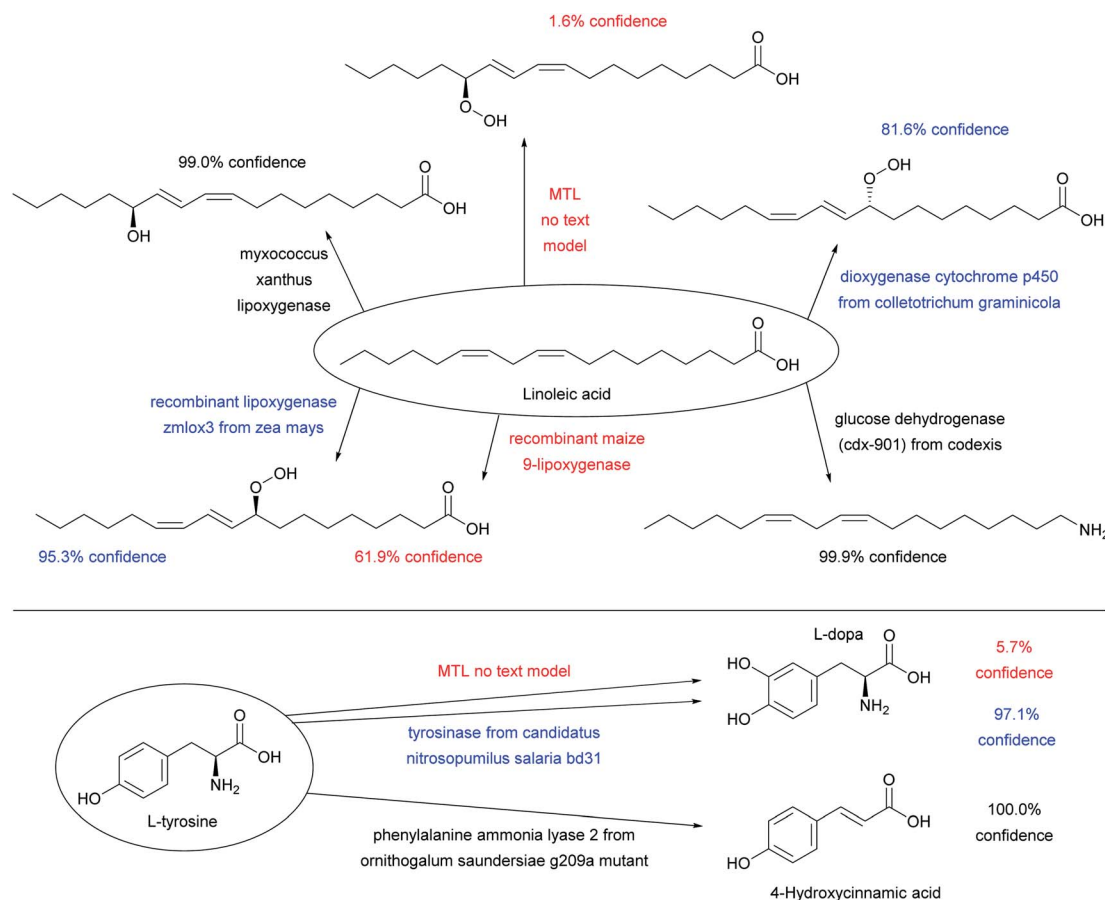 1.6% confidence
O
OH
O
OH
81.6% confidence
99.0% confidence
O
OH
OH
MTL
no text
model
OH
O
O
OH
myxococcus
xanthus
lipoxygenase
dioxygenase cytochrome p450
from colletotrichum graminicola
O
OH
Linoleic acid
recombinant lipoxygenase
zmlox3 from zea mays
recombinant maize
9-lipoxygenase
glucose dehydrogenase
(cdx-901) from codexis
OH
O
O
OH
NH2
95.3% confidence
61.9% confidence
99.9% confidence
MTL no text model
L-dopa
HO
HO
O
OH
NH2
5.7%
confidence
97.1%
confidence
tyrosinase from candidatus
nitrosopumilus salaria bd31
HO
O
OH
NH2
L-tyrosine
phenylalanine ammonia lyase 2 from
ornithogalum saundersiae g209a mutant
HO
O
OH
100.0%
confidence
4-Hydroxycinnamic acid